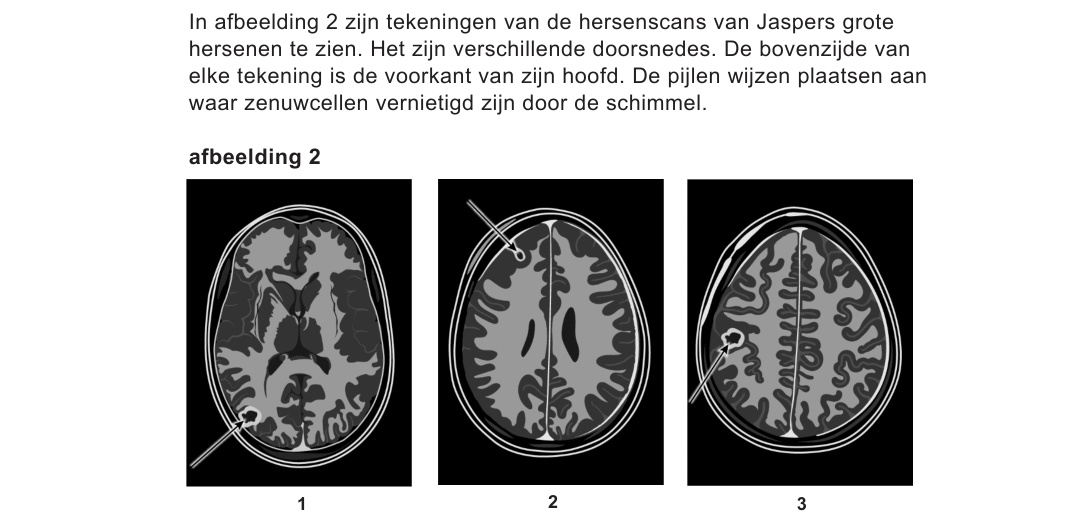 In afbeelding 2 zijn tekeningen van de hersenscans van Jaspers grote
hersenen te zien. Het zijn verschillende doorsnedes. De bovenzijde van
elke tekening is de voorkant van zijn hoofd. De pijlen wijzen plaatsen aan
waar zenuwcellen vernietigd zijn door de schimmel.
afbeelding 2
1
2
3